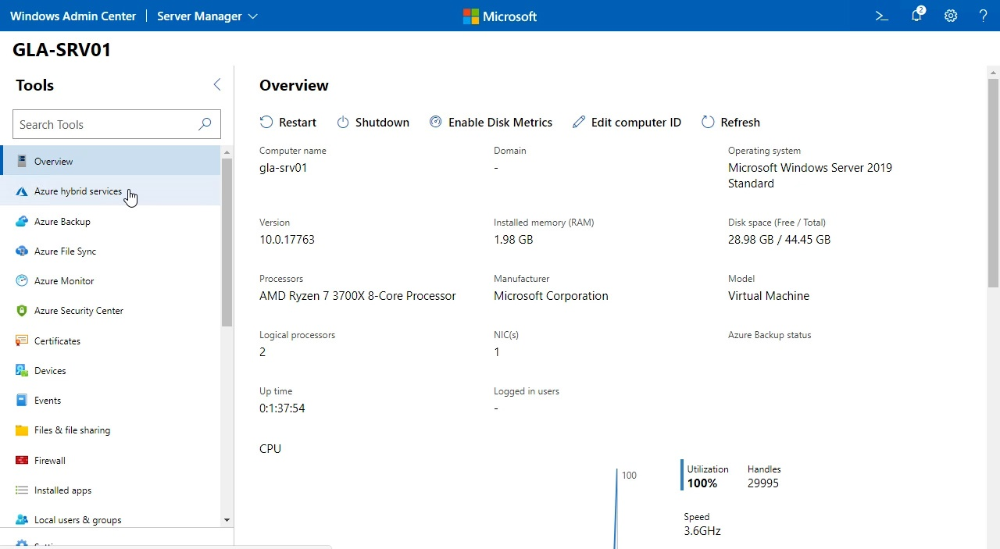 Windows Admin Center
Server Manager
Microsoft
2
?
GLA-SRV01
Tools
Search Tools
Overview
Azure hybrid services
Azure Backup
Azure File Sync
Azure Monitor
Azure Security Center
Certificates
Devices
Events
Files & file sharing
Firewall
Installed apps
Local users & groups
Overview
Restart
Shutdown
Enable Disk Metrics
Edit computer ID
Refresh
Computer name
gla-srv01
Domain
-
Operating system
Microsoft Windows Server 2019
Standard
Version
10.0.17763
Installed memory (RAM)
1.98 GB
Disk space (Free / Total)
28.98 GB / 44.45 GB
Processors
AMD Ryzen 7 3700X 8-Core Processor
Manufacturer
Microsoft Corporation
Model
Virtual Machine
Logical processors
2
NIC(s)
1
Azure Backup status
Up time
0:1:37:54
Logged in users
-
CPU
100
Utilization
100%
Handles
29995
Speed
3.6GHz